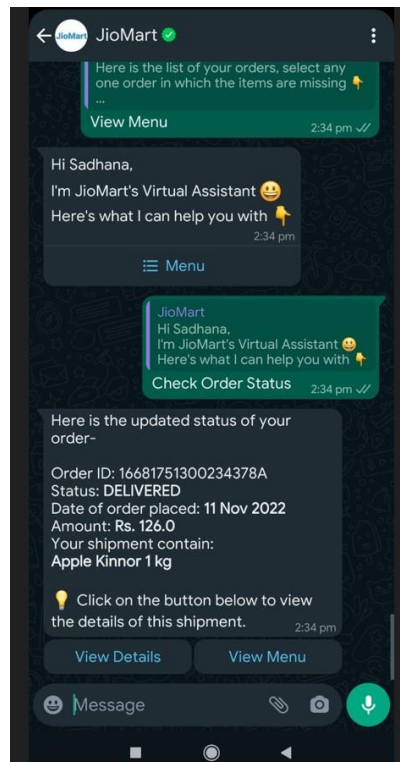 JioMart
JioMart
Here is the list of your orders, select any
one order in which the items are missing 👇
...
View Menu
2:34 pm
Hi Sadhana,
I'm JioMart's Virtual Assistant 😃
Here's what I can help you with 👇
2:34 pm
Menu
JioMart
Hi Sadhana,
I'm JioMart's Virtual Assistant 😃
Here's what I can help you with 👇
Check Order Status
2:34 pm
Here is the updated status of your
order-
Order ID: 16681751300234378A
Status: DELIVERED
Date of order placed: 11 Nov 2022
Amount: Rs. 126.0
Your shipment contain:
Apple Kinnor 1 kg
💡 Click on the button below to view
the details of this shipment.
2:34 pm
View Details
View Menu
Message